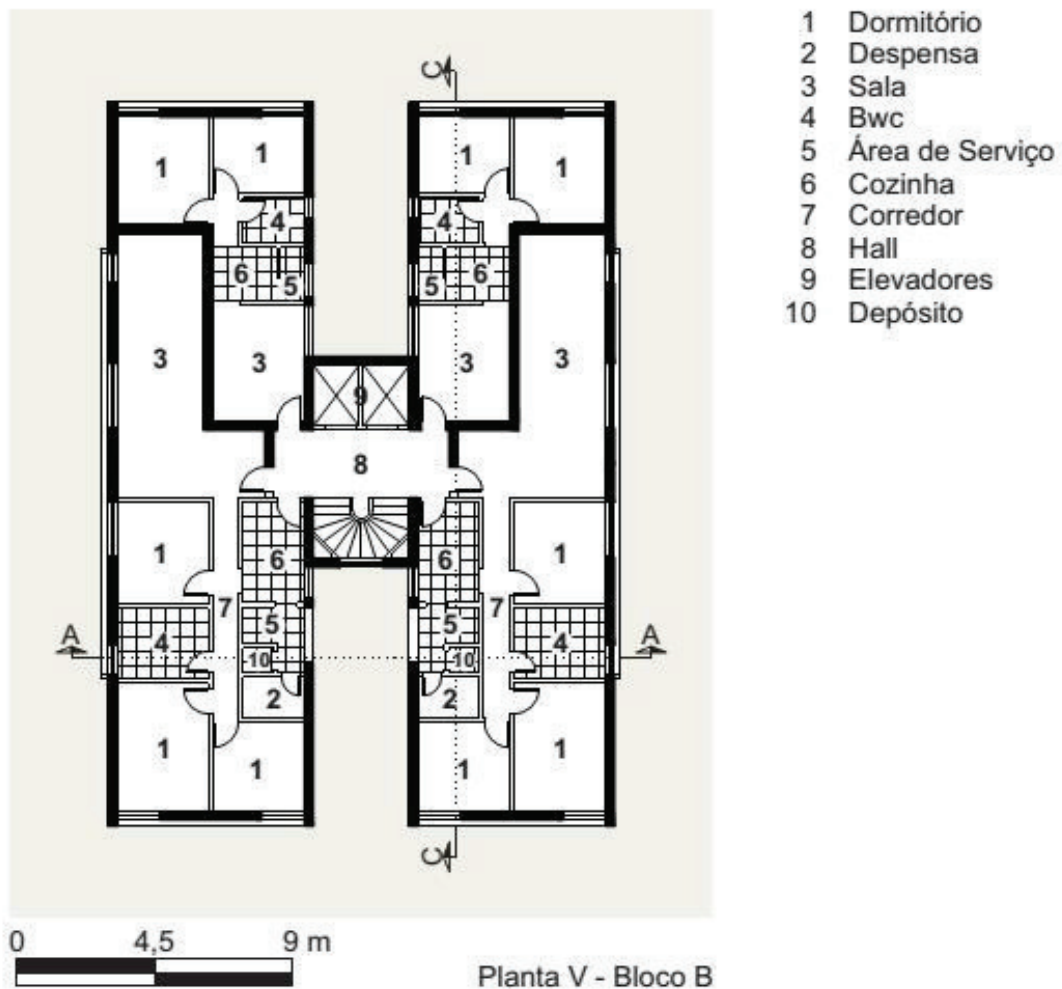 C C
1 1 1 1
4 4
6 5 5 6
3 3 3 3
9
8
1 6 6 1
7 7
5 5
A 4 4 A
10 10
2 2
1 1 1 1
C C
0 4,5 9 m
Planta V - Bloco B
1 Dormitório
2 Despensa
3 Sala
4 Bwc
5 Área de Serviço
6 Cozinha
7 Corredor
8 Hall
9 Elevadores
10 Depósito